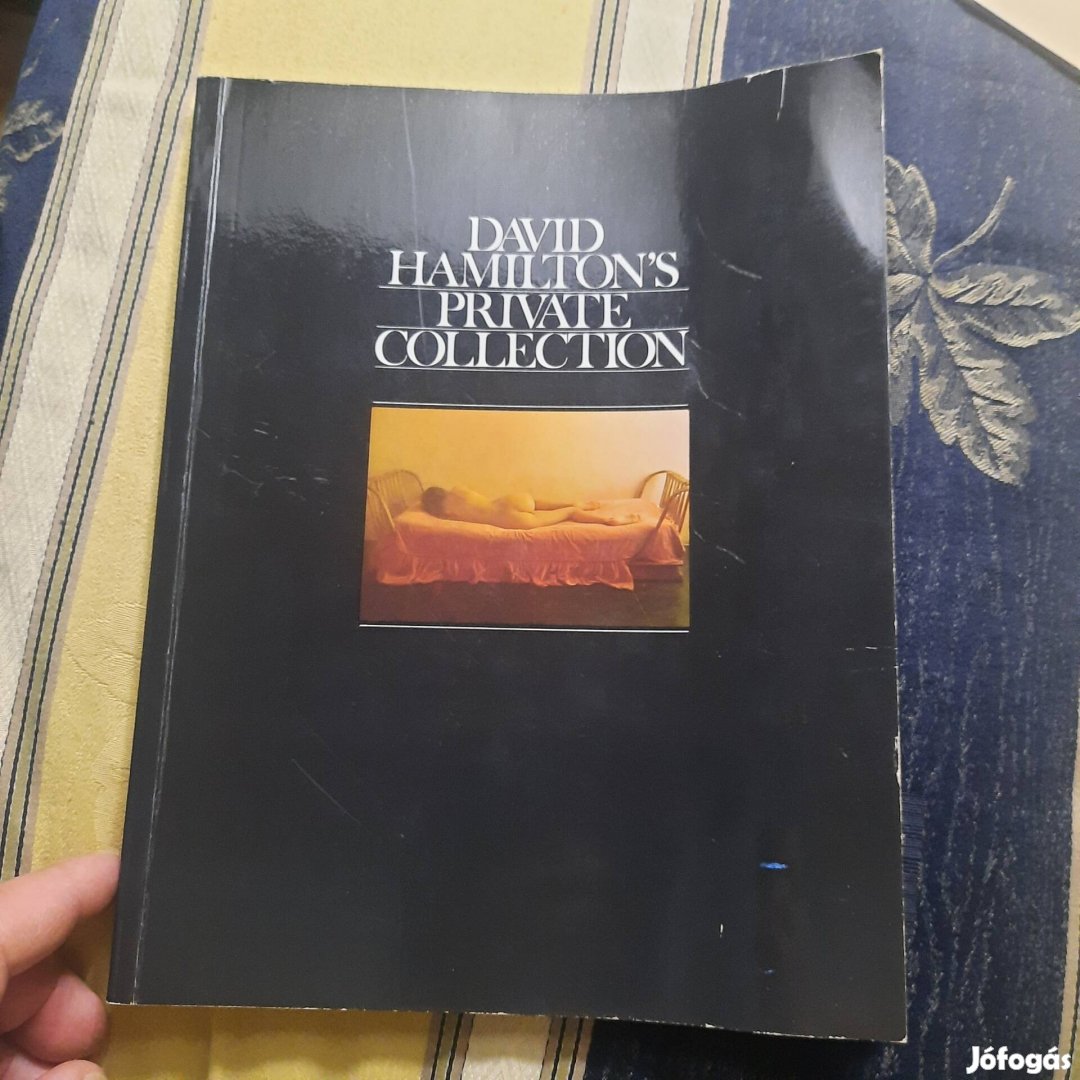 DAVID
HAMILTON'S
PRIVATE
COLLECTION
Jófogás